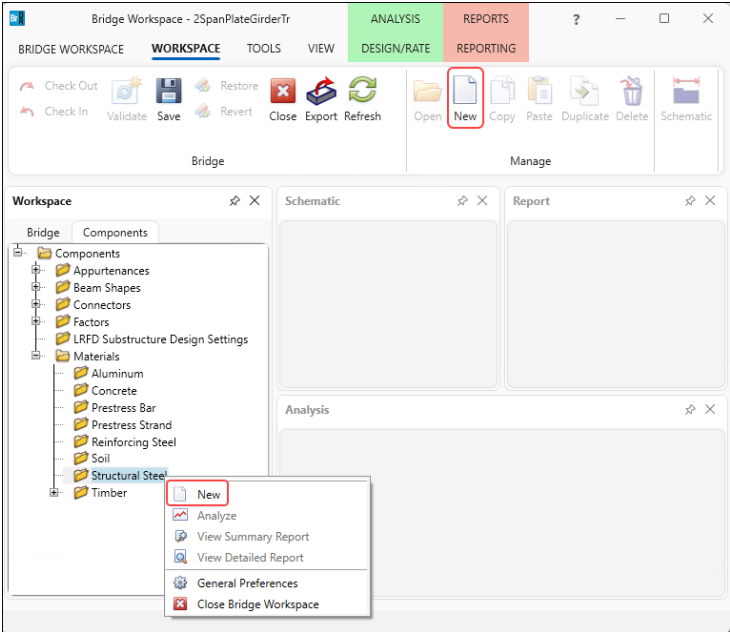 Br
Bridge Workspace - 2SpanPlateGirderTr
ANALYSIS
REPORTS
?
BRIDGE WORKSPACE
WORKSPACE
TOOLS
VIEW
DESIGN/RATE
REPORTING
Check Out
Check In
Validate
Save
Restore
Revert
Close
Export
Refresh
Bridge
Open
New
Copy
Paste
Duplicate
Delete
Schematic
Manage
Workspace
Bridge
Components
Components
Appurtenances
Beam Shapes
Connectors
Factors
LRFD Substructure Design Settings
Materials
Aluminum
Concrete
Prestress Bar
Prestress Strand
Reinforcing Steel
Soil
Structural Steel
Timber
New
Analyze
View Summary Report
View Detailed Report
General Preferences
Close Bridge Workspace
Schematic
Report
Analysis